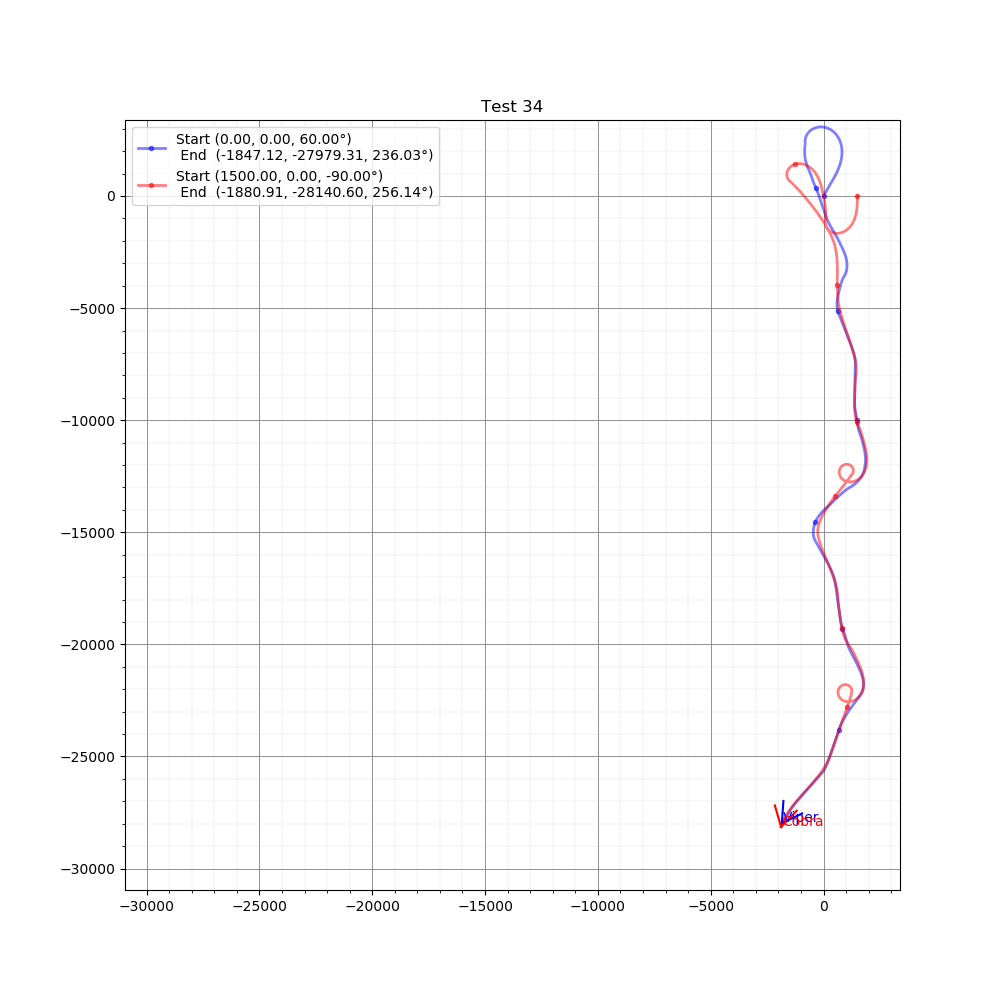 Test 34
Start (0.00, 0.00, 60.00°)
End (-1847.12, -27979.31, 236.03°)
Start (1500.00, 0.00, -90.00°)
End (-1880.91, -28140.60, 256.14°)
0
−5000
−10000
−15000
−20000
−25000
−30000
Cobra
−30000 −25000 −20000 −15000 −10000 −5000 0